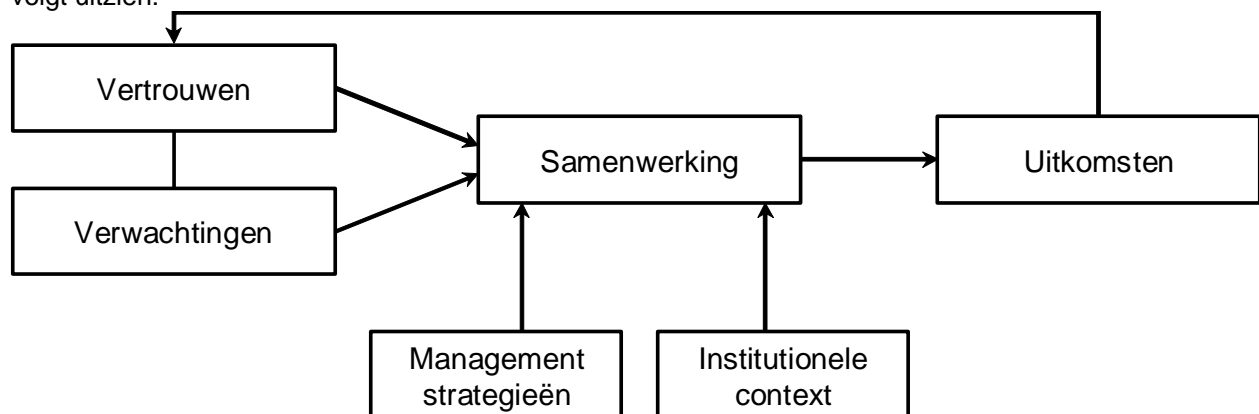 volgt uitzien:
Vertrouwen
Samenwerking
Uitkomsten
Verwachtingen
Management
strategieën
Institutionele
context